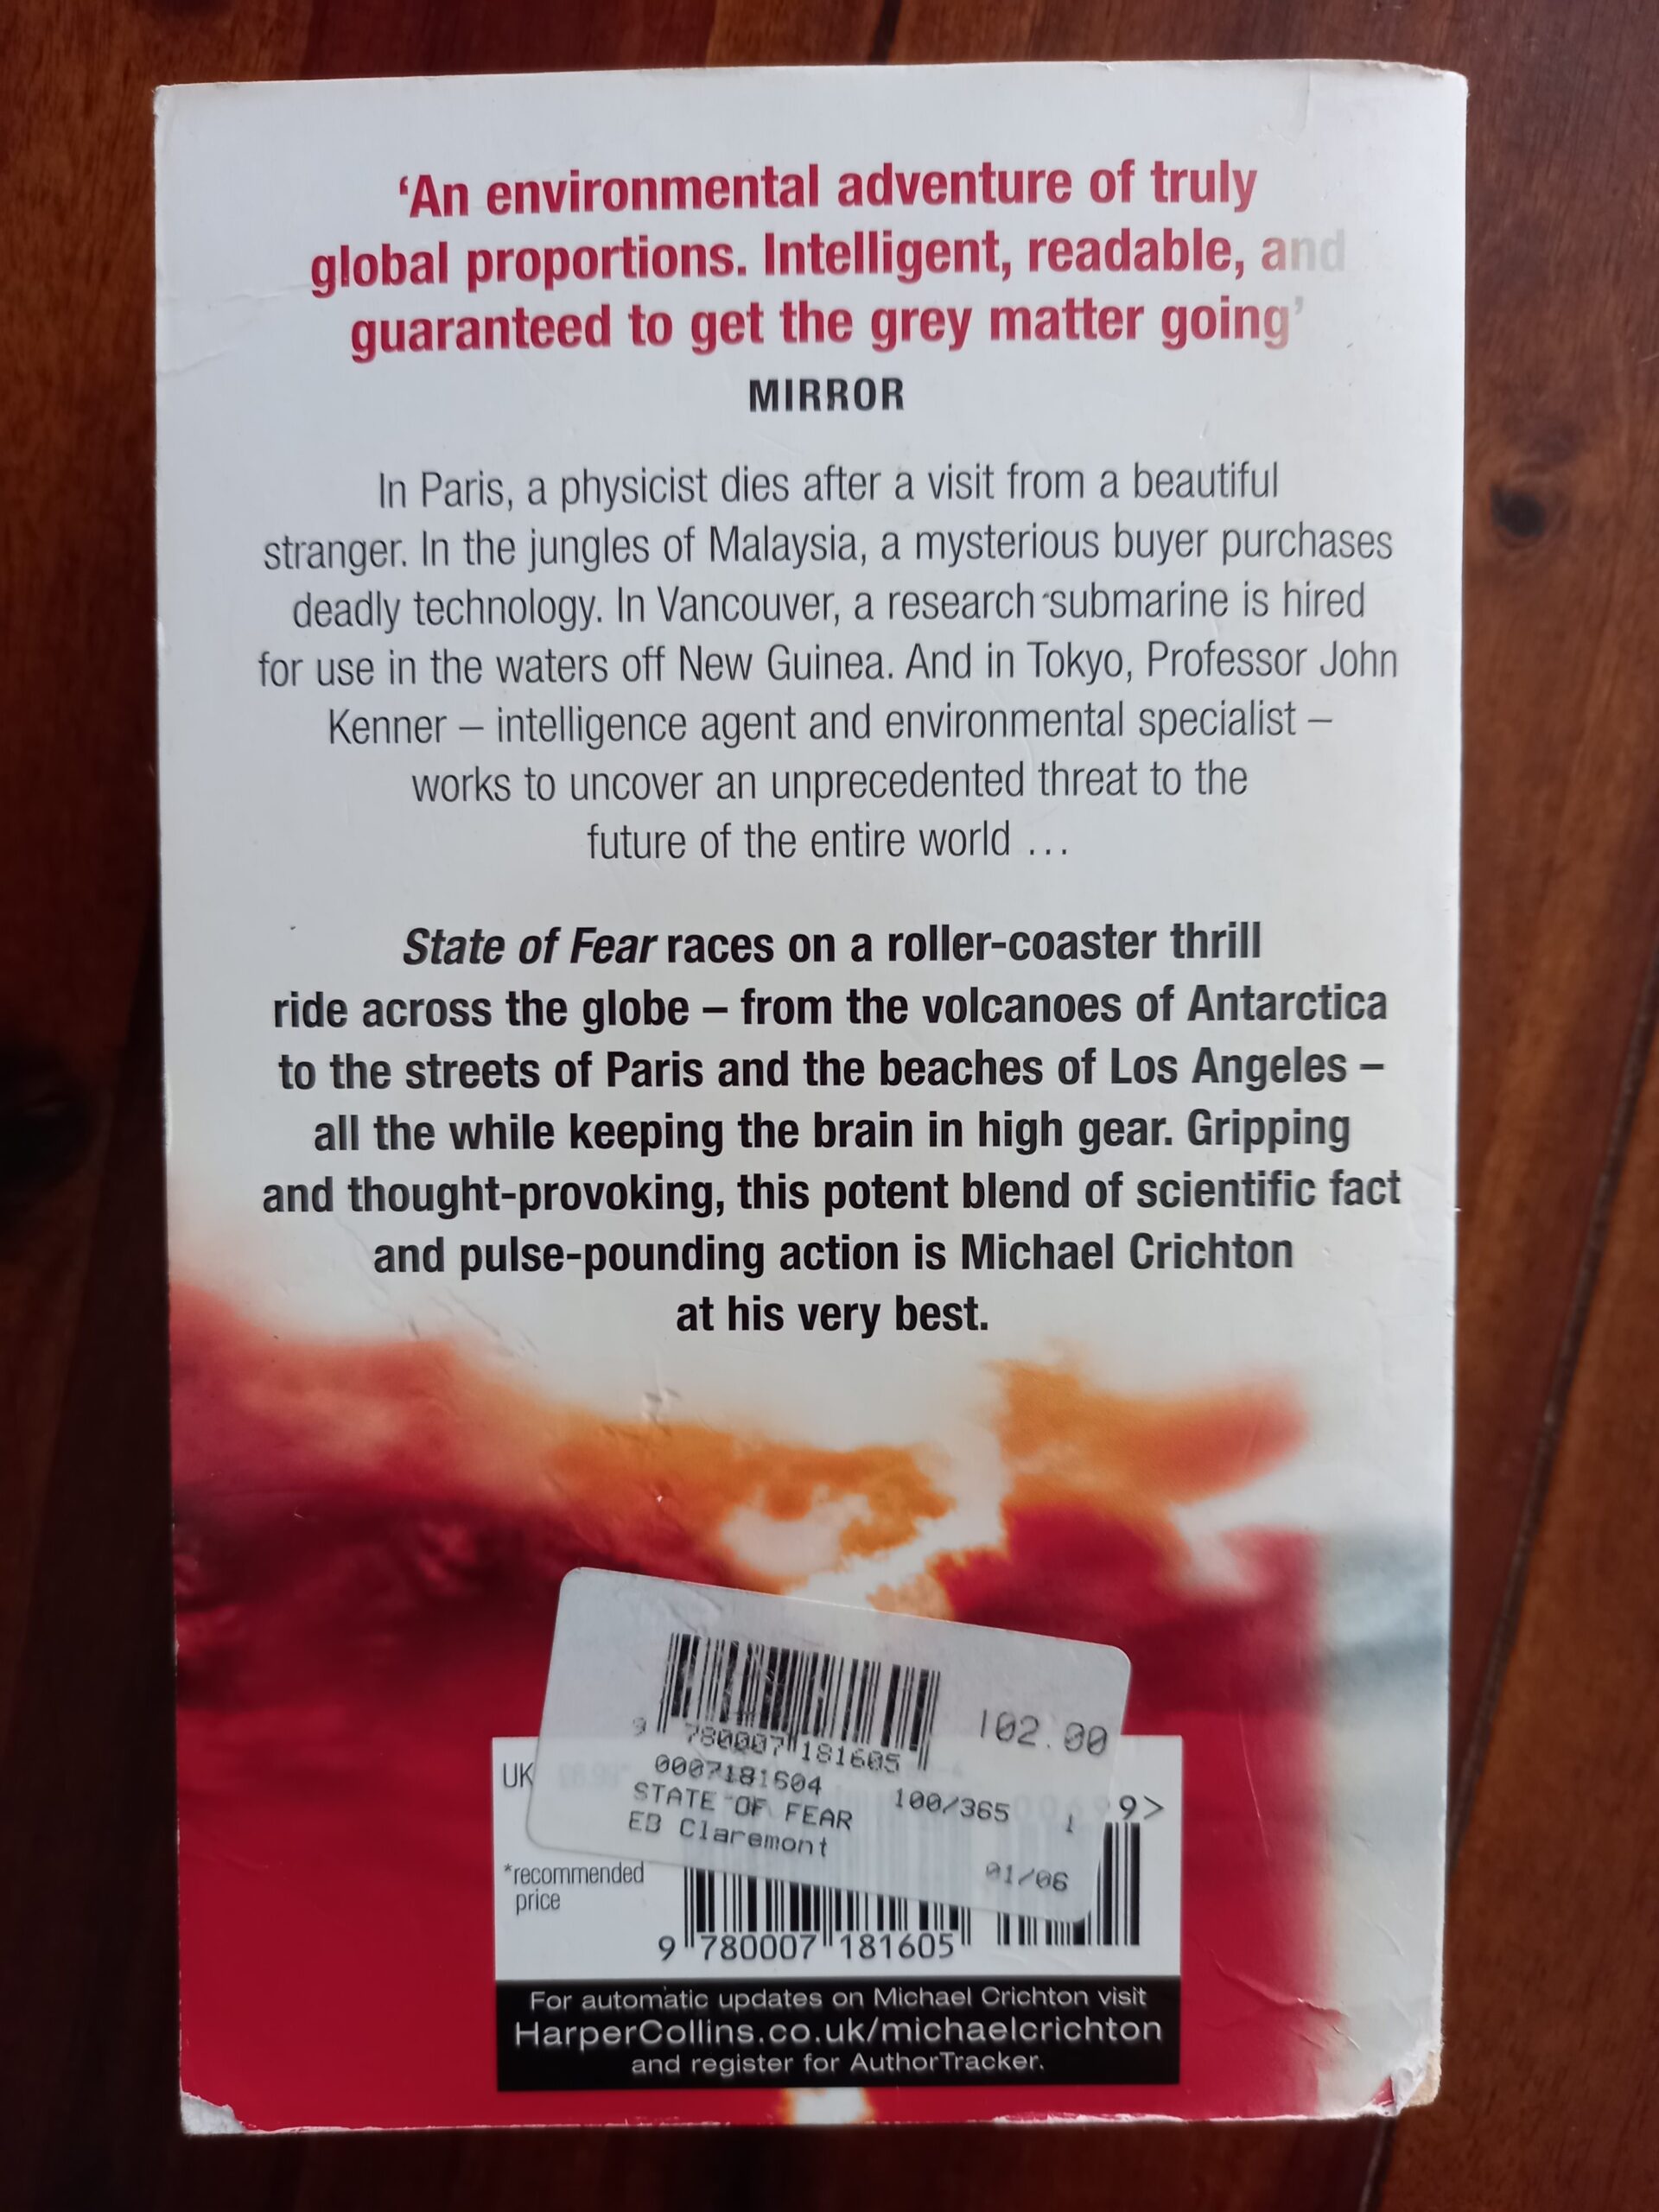 ‘An environmental adventure of truly
global proportions. Intelligent, readable, and
guaranteed to get the grey matter going’
MIRROR
In Paris, a physicist dies after a visit from a beautiful
stranger. In the jungles of Malaysia, a mysterious buyer purchases
deadly technology. In Vancouver, a research submarine is hired
for use in the waters off New Guinea. And in Tokyo, Professor John
Kenner – intelligence agent and environmental specialist –
works to uncover an unprecedented threat to the
future of the entire world …
State of Fear races on a roller-coaster thrill
ride across the globe – from the volcanoes of Antarctica
to the streets of Paris and the beaches of Los Angeles –
all the while keeping the brain in high gear. Gripping
and thought-provoking, this potent blend of scientific fact
and pulse-pounding action is Michael Crichton
at his very best.
102.00
9 780007 181605
0007181604
STATE OF FEAR 100/365 1
EB Claremont
01/06
UK
9>
*recommended
price
9 780007 181605
For automatic updates on Michael Crichton visit
HarperCollins.co.uk/michaelcrichton
and register for AuthorTracker.